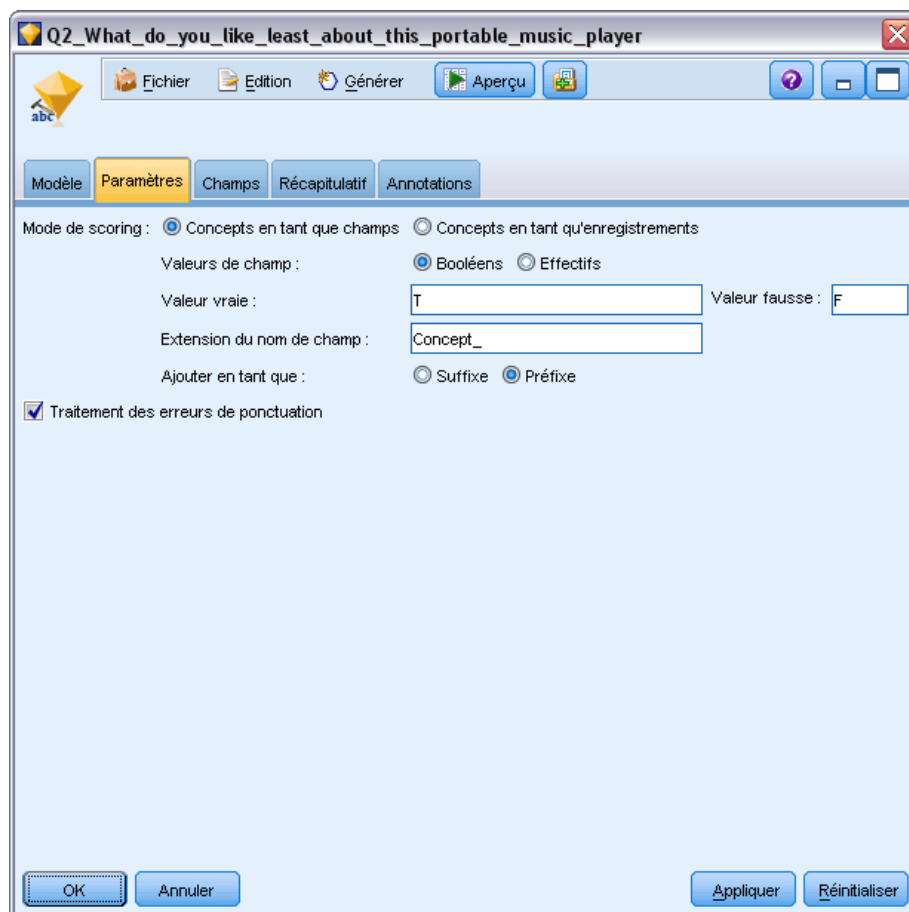 Q2_What_do_you_like_least_about_this_portable_music_player
abc
Fichier Edition Générer Aperçu
Modèle Paramètres Champs Récapitulatif Annotations
Mode de scoring : Concepts en tant que champs Concepts en tant qu'enregistrements
Valeurs de champ : Booléens Effectifs
Valeur vraie : T Valeur fausse : F
Extension du nom de champ : Concept_
Ajouter en tant que : Suffixe Préfixe
Traitement des erreurs de ponctuation
OK Annuler Appliquer Réinitialiser